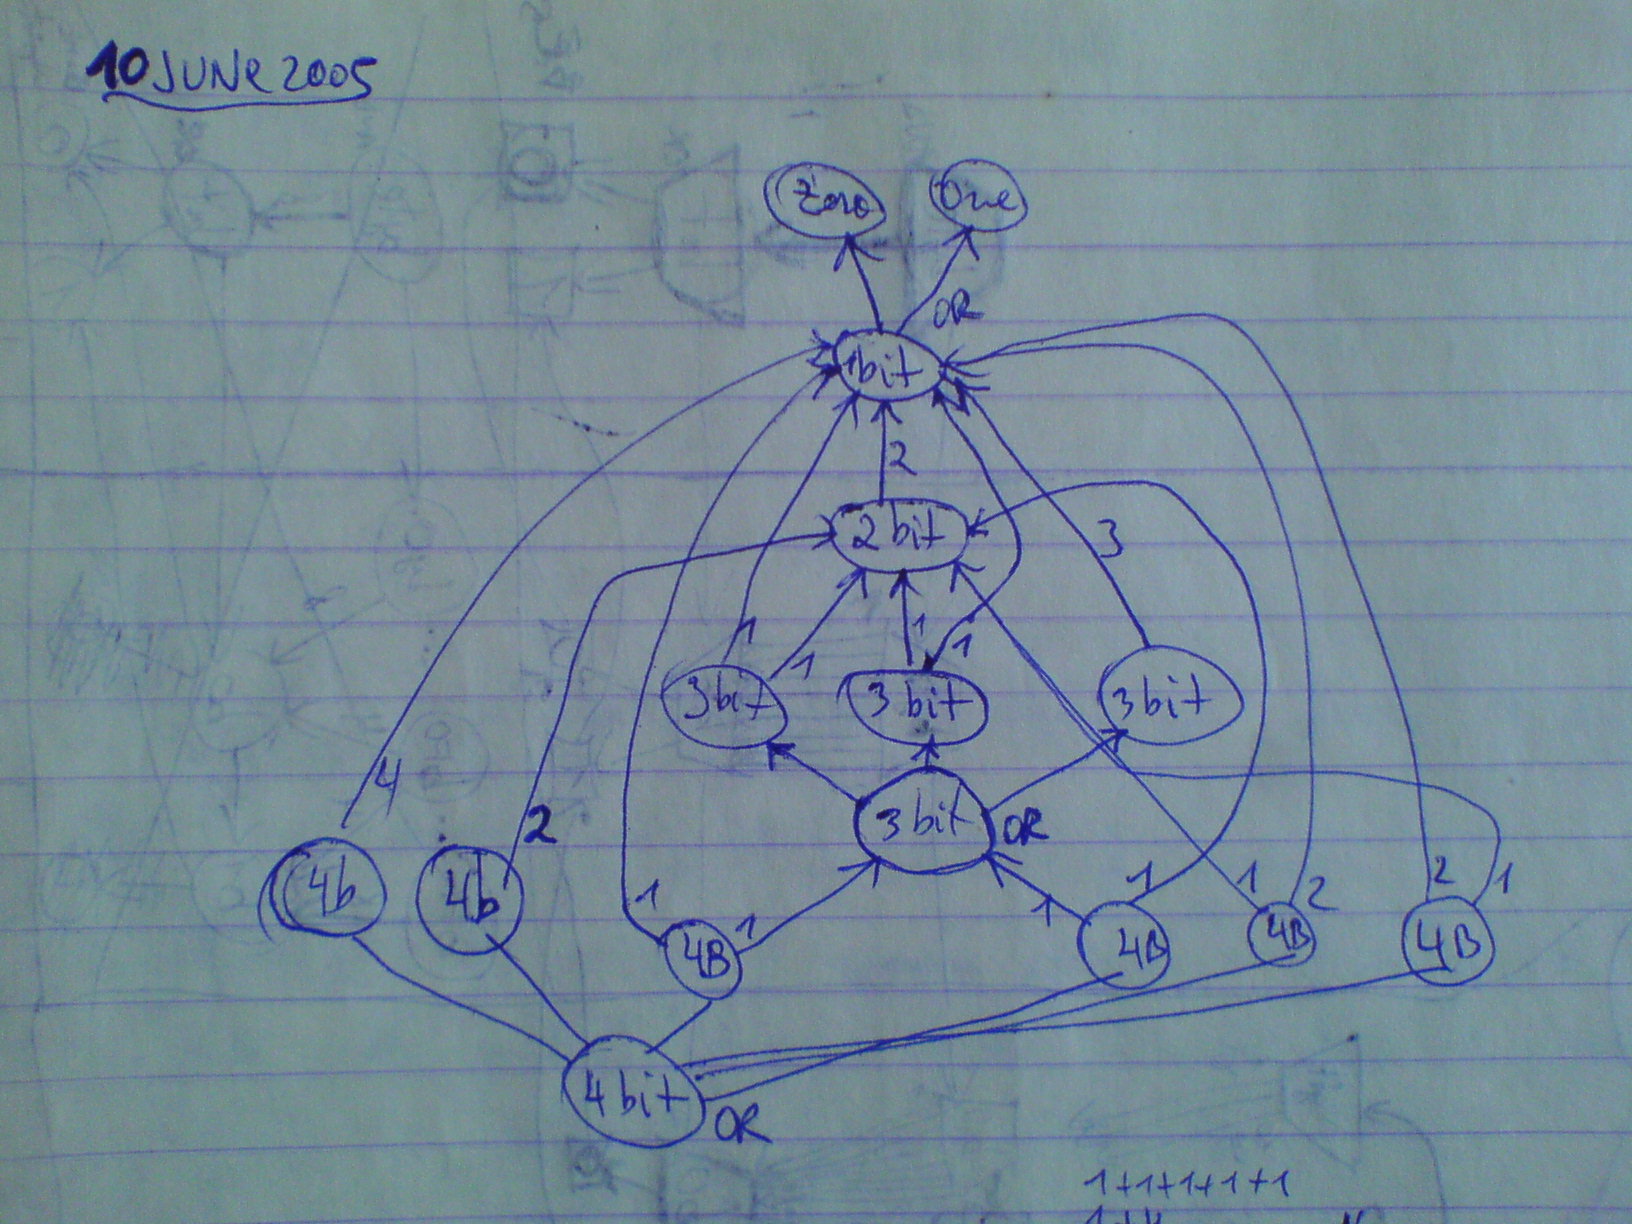 10 JUNE 2005
Zero One
OR
1bit
2
2 bit
3
1 1 1 1
3bit 3 bit 3bit
4
2
3 bit OR
4b 4b 1 1 1 1 1 2 2 1
4B 4B 4B 4B
4 bit OR
1+1+1+1+1